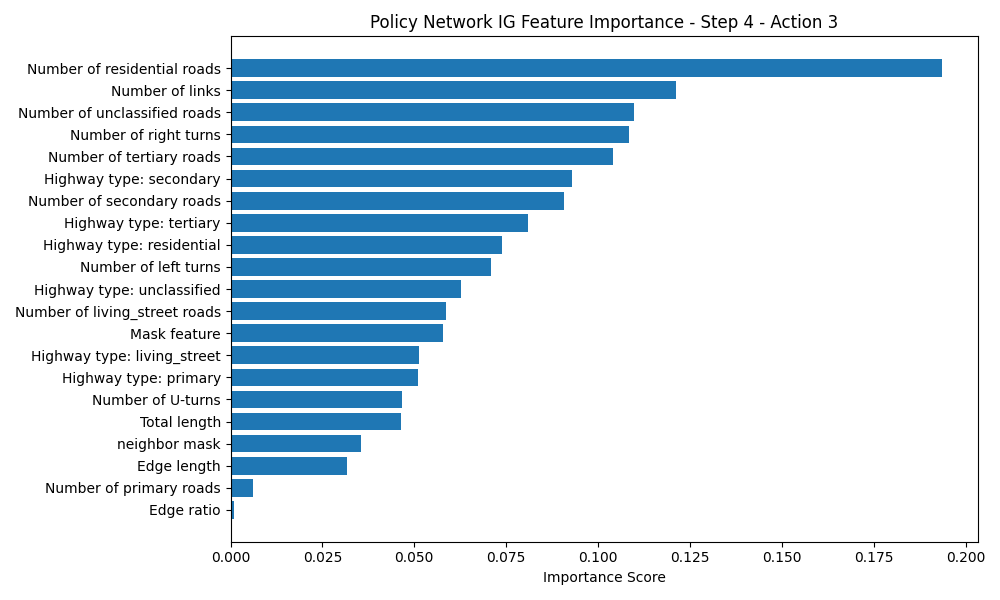 Policy Network IG Feature Importance - Step 4 - Action 3
Number of residential roads
Number of links
Number of unclassified roads
Number of right turns
Number of tertiary roads
Highway type: secondary
Number of secondary roads
Highway type: tertiary
Highway type: residential
Number of left turns
Highway type: unclassified
Number of living_street roads
Mask feature
Highway type: living_street
Highway type: primary
Number of U-turns
Total length
neighbor mask
Edge length
Number of primary roads
Edge ratio
0.000 0.025 0.050 0.075 0.100 0.125 0.150 0.175 0.200
Importance Score